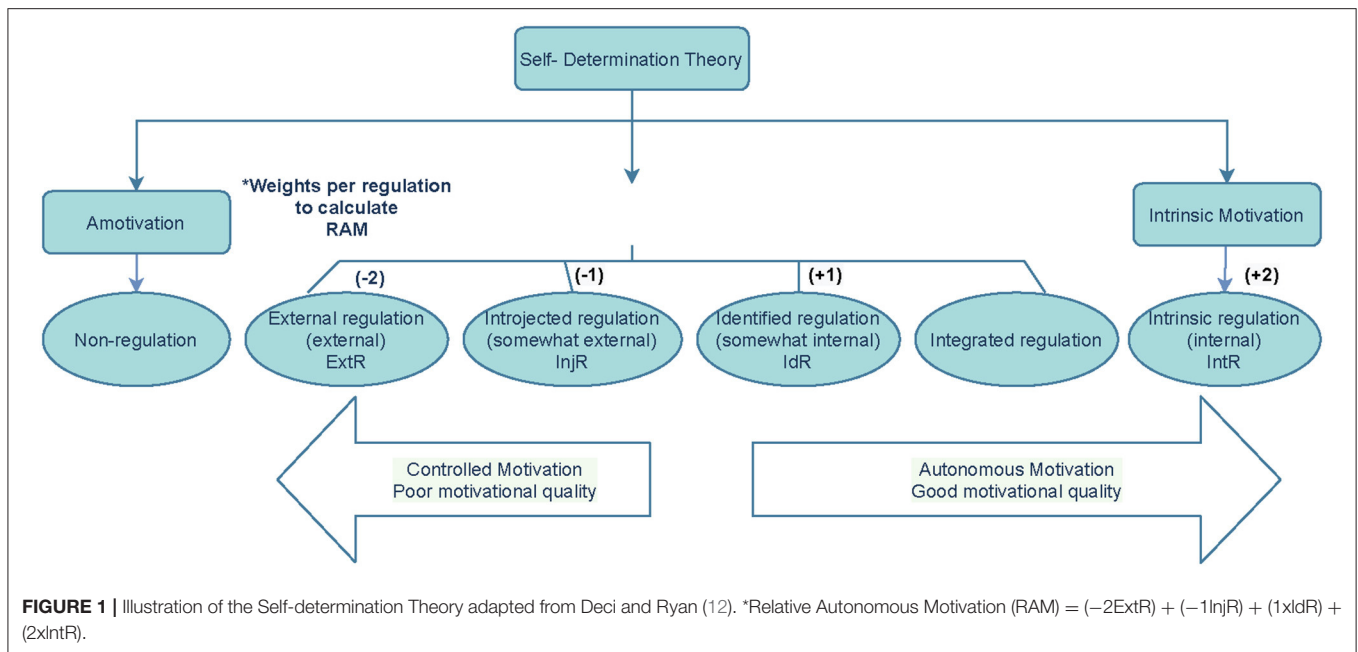 Self- Determination Theory
Amotivation
*Weights per regulation
to calculate
RAM
Intrinsic Motivation
(-2)
(-1)
(+1)
(+2)
Non-regulation
External regulation
(external)
ExtR
Introjected regulation
(somewhat external)
InjR
Identified regulation
(somewhat internal)
IdR
Integrated regulation
Intrinsic regulation
(internal)
IntR
Controlled Motivation
Poor motivational quality
Autonomous Motivation
Good motivational quality
FIGURE 1 | Illustration of the Self-determination Theory adapted from Deci and Ryan (12). *Relative Autonomous Motivation (RAM) = (−2ExtR) + (−1InjR) + (1xIdR) +
(2xIntR).